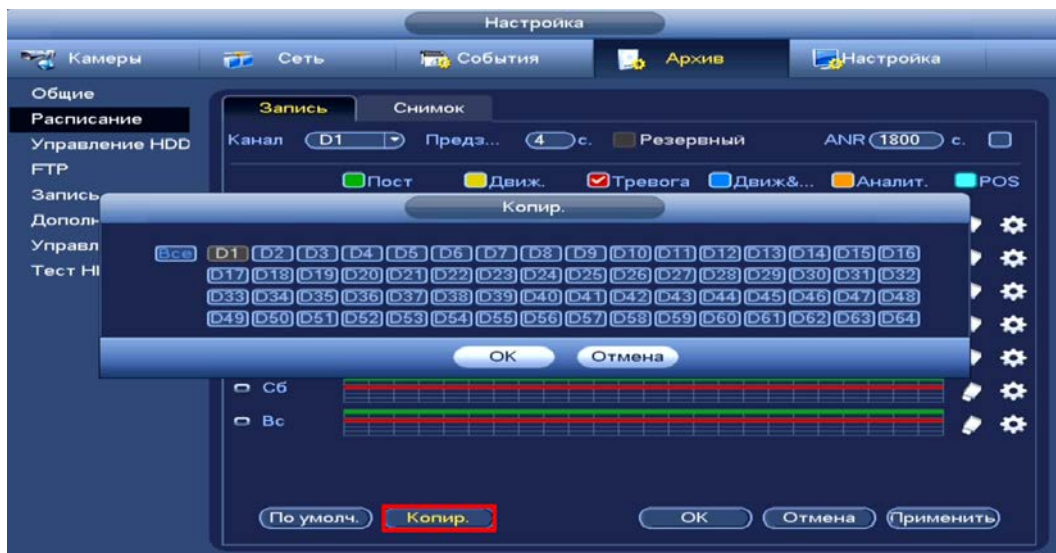 Настройка
Камеры Сеть События Архив Настройка
Общие
Расписание
Управление HDD
FTP
Запись
Дополн
Управл
Тест HI
Запись Снимок
Канал D1 Предз... 4 с. Резервный ANR 1800 с.
Пост Движ. Тревога Движ&... Аналит. POS
Копир.
Все D1 D2 D3 D4 D5 D6 D7 D8 D9 D10 D11 D12 D13 D14 D15 D16
D17 D18 D19 D20 D21 D22 D23 D24 D25 D26 D27 D28 D29 D30 D31 D32
D33 D34 D35 D36 D37 D38 D39 D40 D41 D42 D43 D44 D45 D46 D47 D48
D49 D50 D51 D52 D53 D54 D55 D56 D57 D58 D59 D60 D61 D62 D63 D64
OK Отмена
Сб
Вс
По умолч. Копир. OK Отмена Применить